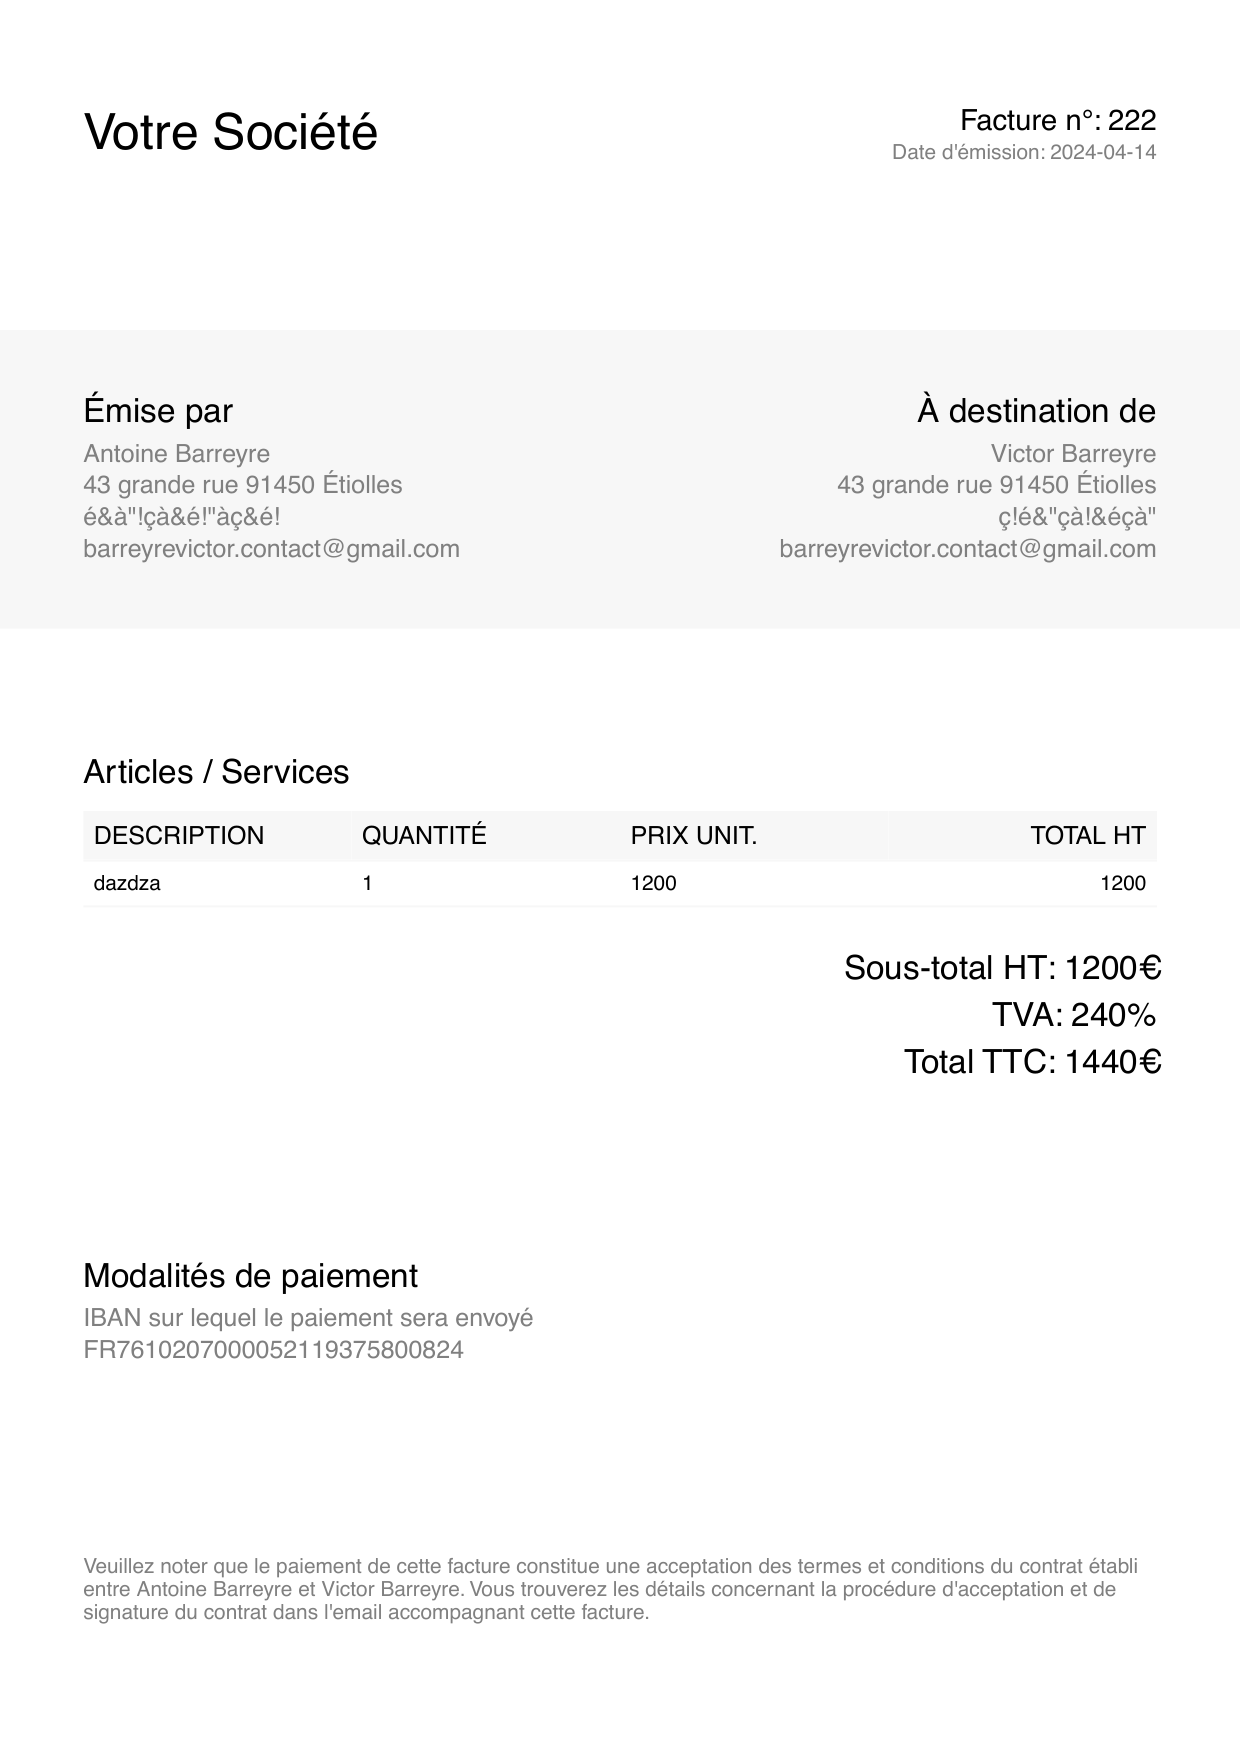 Votre Société
Facture n°: 222
Date d'émission: 2024-04-14
Émise par
Antoine Barreyre
43 grande rue 91450 Étiolles
é&à"!çà&é!"àç&é!
barreyrevictor.contact@gmail.com
À destination de
Victor Barreyre
43 grande rue 91450 Étiolles
ç!é&"çà!&éçà"
barreyrevictor.contact@gmail.com
Articles / Services
DESCRIPTION QUANTITÉ PRIX UNIT. TOTAL HT
dazdza 1 1200 1200
Sous-total HT: 1200€
TVA: 240%
Total TTC: 1440€
Modalités de paiement
IBAN sur lequel le paiement sera envoyé
FR7610207000052119375800824
Veuillez noter que le paiement de cette facture constitue une acceptation des termes et conditions du contrat établi
entre Antoine Barreyre et Victor Barreyre. Vous trouverez les détails concernant la procédure d'acceptation et de
signature du contrat dans l'email accompagnant cette facture.